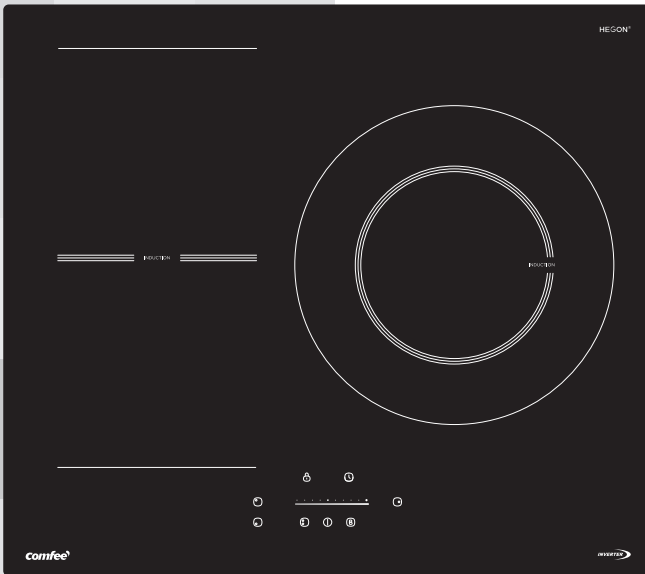 HEGON®
INDUCTION
INDUCTION
B
comfee'
INVERTER